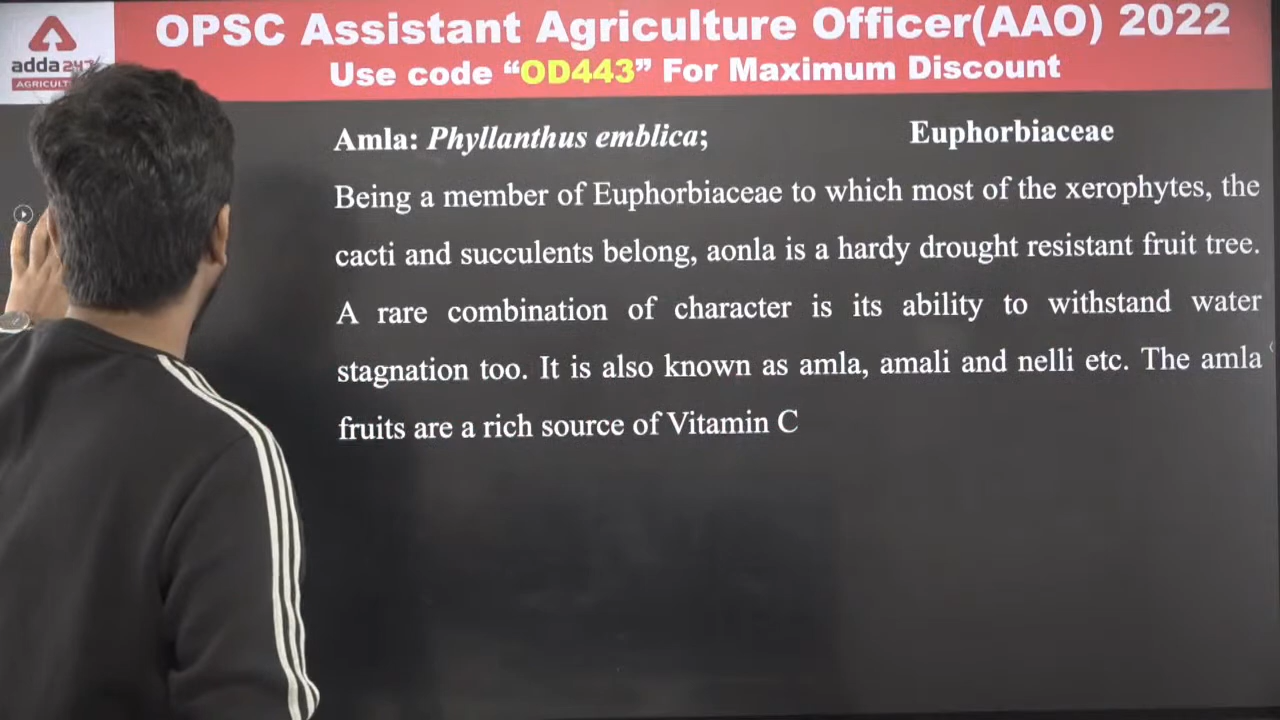 OPSC Assistant Agriculture Officer(AAO) 2022
adda247
AGRICULT
Use code “OD443” For Maximum Discount
Amla: Phyllanthus emblica; Euphorbiaceae
Being a member of Euphorbiaceae to which most of the xerophytes, the
cacti and succulents belong, aonla is a hardy drought resistant fruit tree.
A rare combination of character is its ability to withstand water
stagnation too. It is also known as amla, amali and nelli etc. The amla
fruits are a rich source of Vitamin C